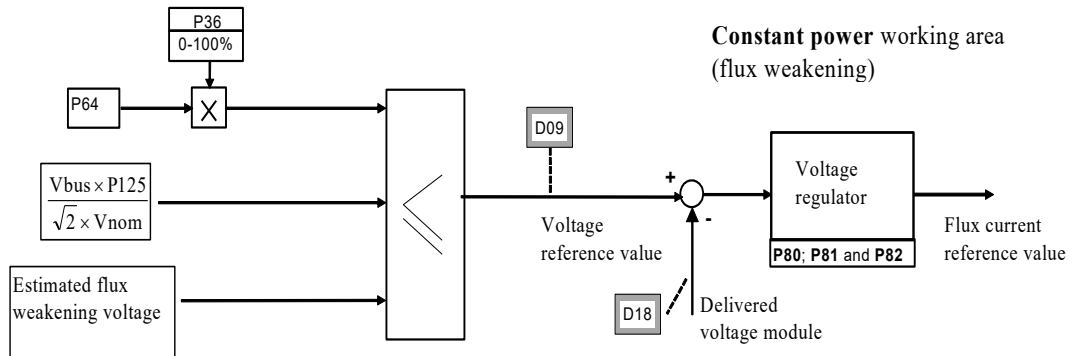 P36
0-100%
Constant power working area
(flux weakening)
P64
X
D09
Vbus × P125
√2 × Vnom
+
-
Voltage
regulator
Voltage
reference value
Flux current
reference value
P80; P81 and P82
Estimated flux
weakening voltage
D18
Delivered
voltage module